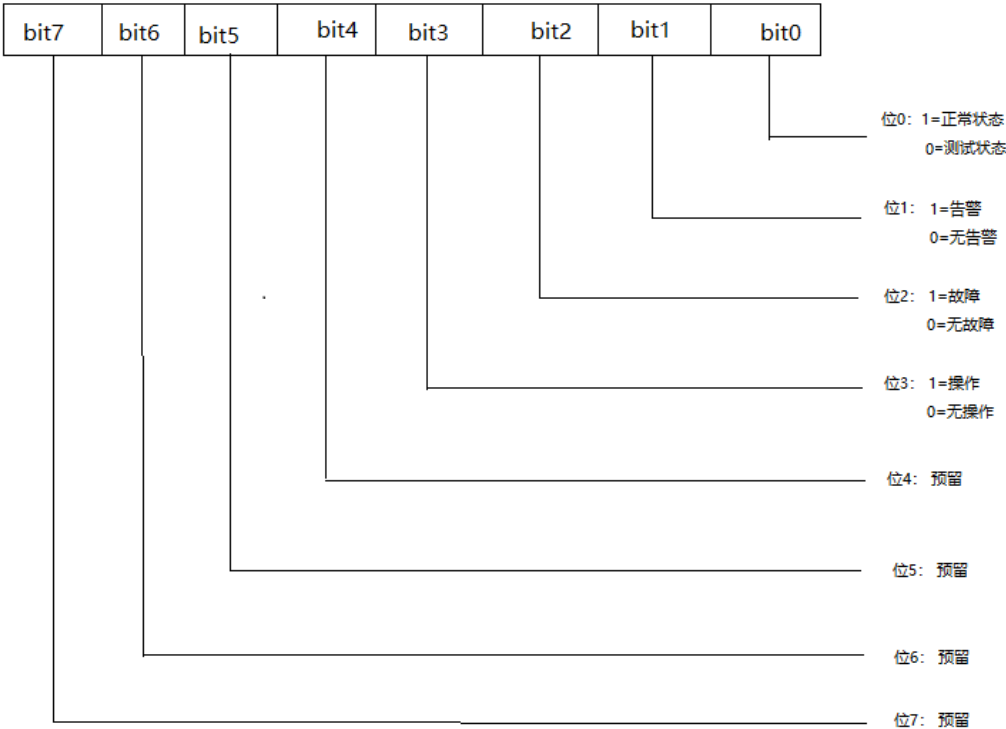 bit7 bit6 bit5 bit4 bit3 bit2 bit1 bit0
位0：1=正常状态
0=测试状态
位1： 1=告警
0=无告警
位2： 1=故障
0=无故障
位3： 1=操作
0=无操作
位4： 预留
位5： 预留
位6： 预留
位7： 预留